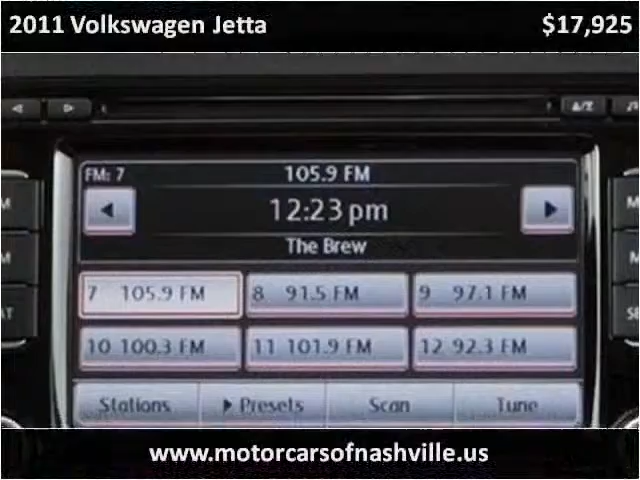 2011 Volkswagen Jetta $17,925
FM: 7 105.9 FM
12:23 pm
The Brew
7 105.9 FM 8 91.5 FM 9 97.1 FM
10 100.3 FM 11 101.9 FM 12 92.3 FM
Stations Presets Scan Tune
www.motorcarsofnashville.us